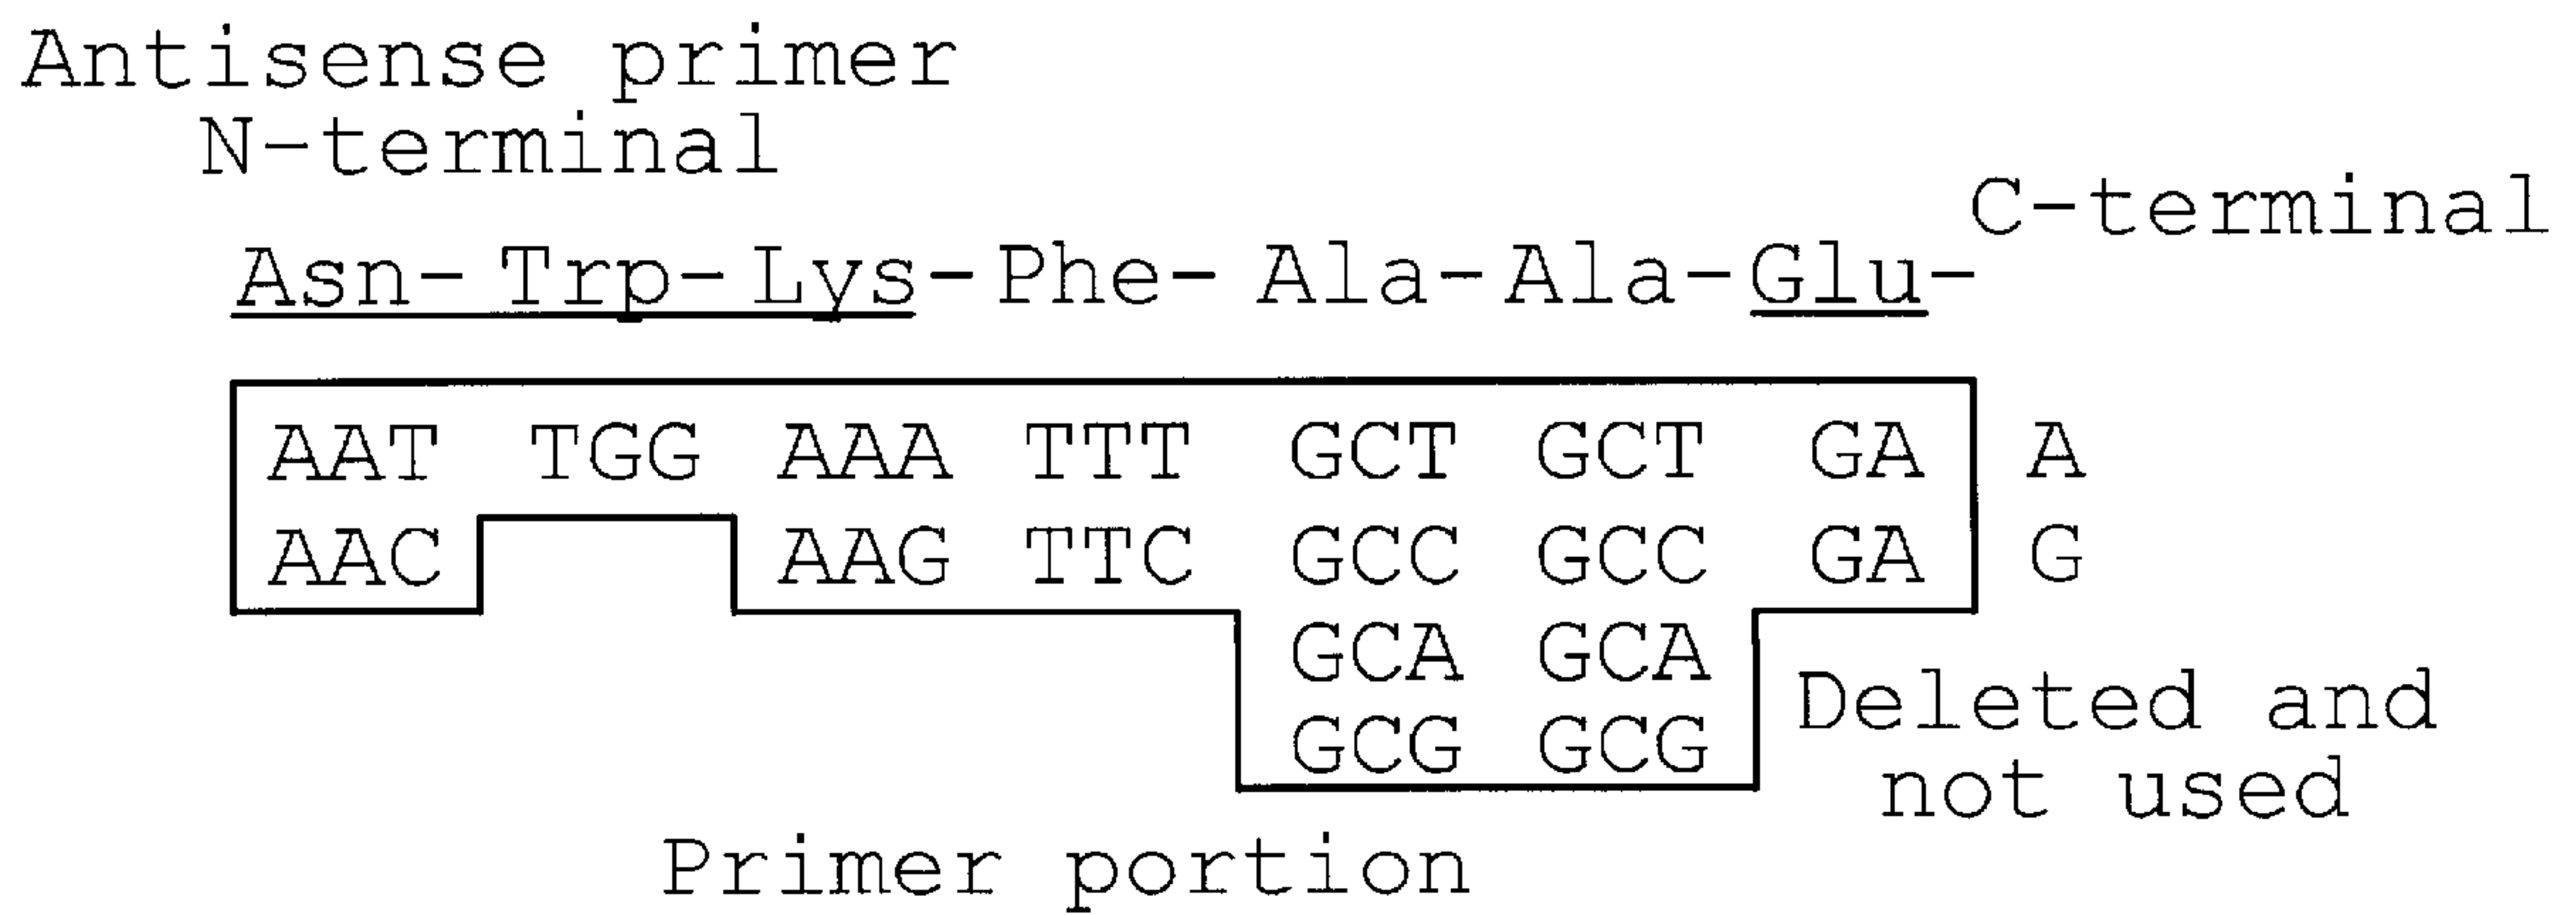 Antisense primer
N-terminal
C-terminal
Asn- Trp- Lys-Phe- Ala-Ala-Glu-
AAT TGG AAA TTT GCT GCT GA A
AAC AAG TTC GCC GCC GA G
GCA GCA
GCG GCG
Deleted and
not used
Primer portion